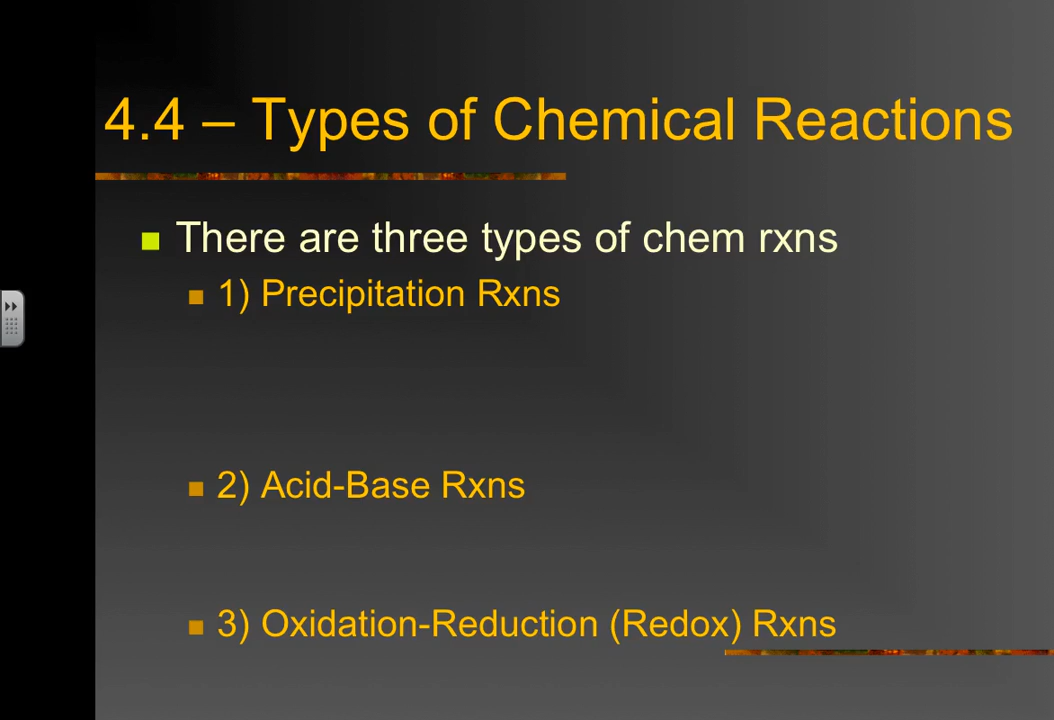 4.4 – Types of Chemical Reactions
There are three types of chem rxns
1) Precipitation Rxns
2) Acid-Base Rxns
3) Oxidation-Reduction (Redox) Rxns